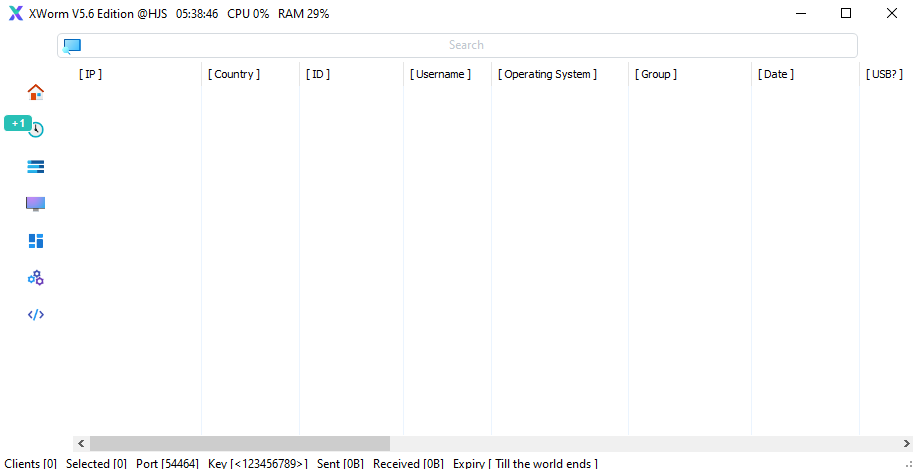 XWorm V5.6 Edition @HJS 05:38:46 CPU 0% RAM 29%
Search
[ IP ] [ Country ] [ ID ] [ Username ] [ Operating System ] [ Group ] [ Date ] [ USB? ]
+1
Clients [0] Selected [0] Port [54464] Key [<123456789>] Sent [0B] Received [0B] Expiry [ Till the world ends ]